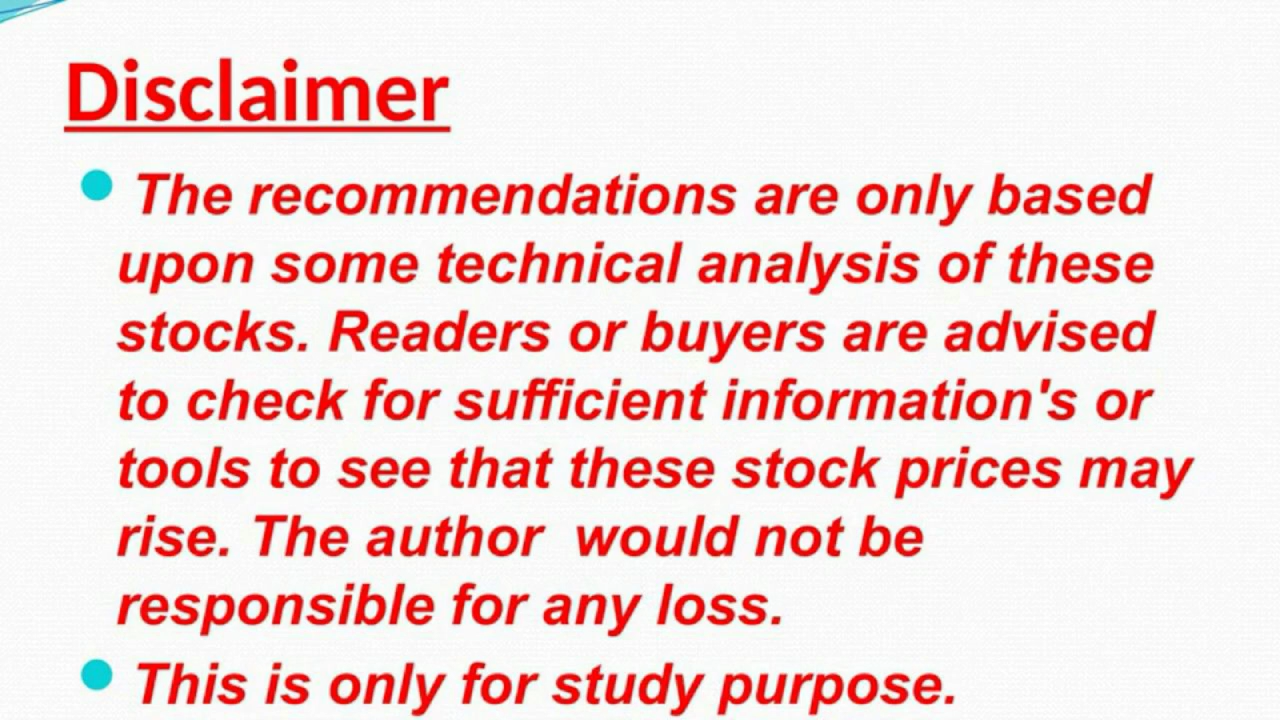 Disclaimer
The recommendations are only based
upon some technical analysis of these
stocks. Readers or buyers are advised
to check for sufficient information's or
tools to see that these stock prices may
rise. The author  would not be
responsible for any loss.
This is only for study purpose.